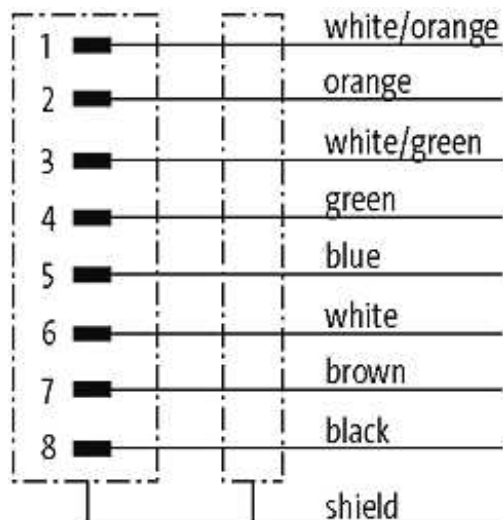 1 white/orange
2 orange
3 white/green
4 green
5 blue
6 white
7 brown
8 black
shield